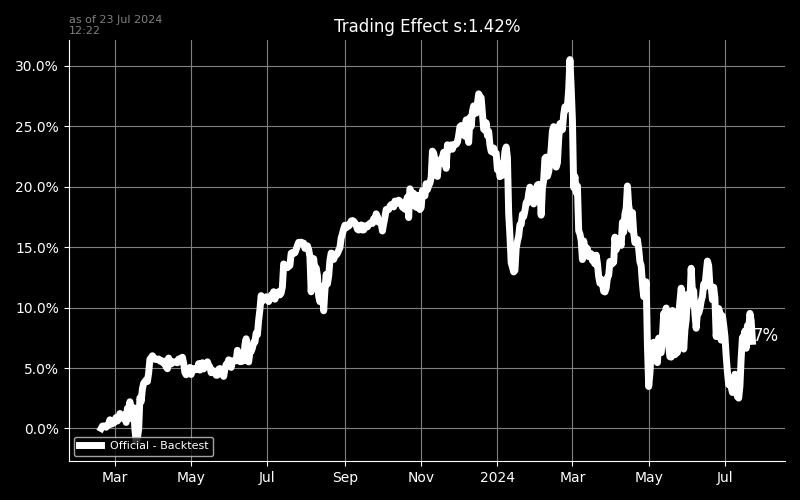 as of 23 Jul 2024
12:22
Trading Effect s:1.42%
30.0%
25.0%
20.0%
15.0%
10.0%
5.0%
0.0%
7%
Official - Backtest
Mar May Jul Sep Nov 2024 Mar May Jul